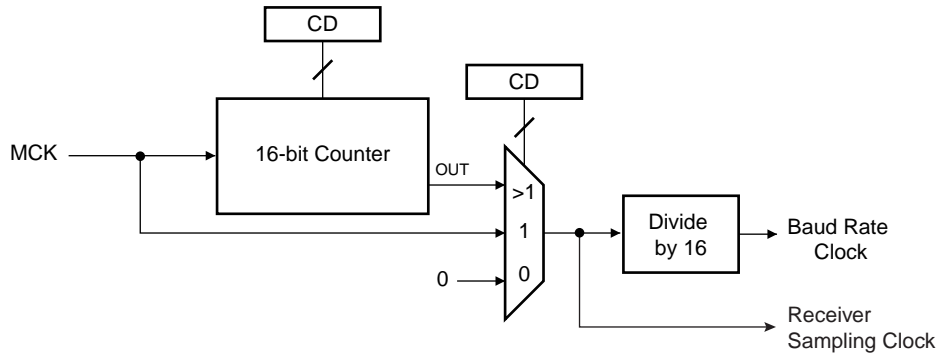 CD
CD
MCK
16-bit Counter
OUT
>1
1
0
0
Divide
by 16
Baud Rate
Clock
Receiver
Sampling Clock